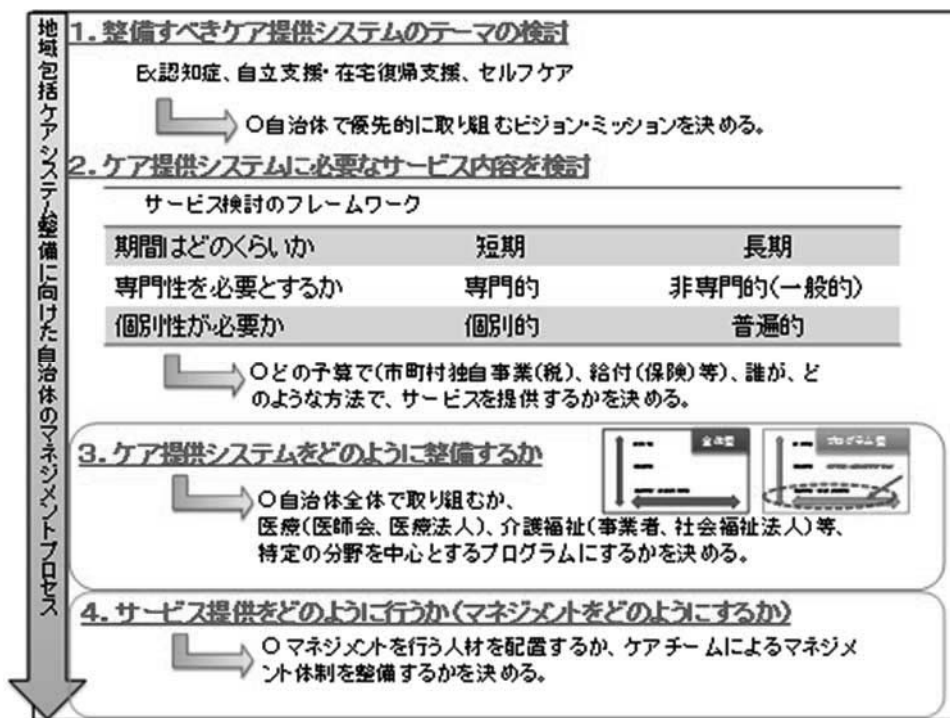 地域包括ケアシステム整備に向けた自治体のマネジメントプロセス
1. 整備すべきケア提供システムのテーマの検討
Ex認知症、自立支援・在宅復帰支援、セルフケア
○自治体で優先的に取り組むビジョン・ミッションを決める。
2. ケア提供システムに必要なサービス内容を検討
サービス検討のフレームワーク
期間はどのくらいか 短期 長期
専門性を必要とするか 専門的 非専門的(一般的)
個別性が必要か 個別的 普遍的
○どの予算で(市町村独自事業(税)、給付(保険)等)、誰が、ど
のような方法で、サービスを提供するかを決める。
3. ケア提供システムをどのように整備するか
全体型 プログラム型
○自治体全体で取り組むか、
医療(医師会、医療法人)、介護福祉(事業者、社会福祉法人)等、
特定の分野を中心とするプログラムにするかを決める。
4. サービス提供をどのように行うか(マネジメントをどのようにするか)
○ マネジメントを行う人材を配置するか、ケアチームによるマネジメ
ント体制を整備するかを決める。